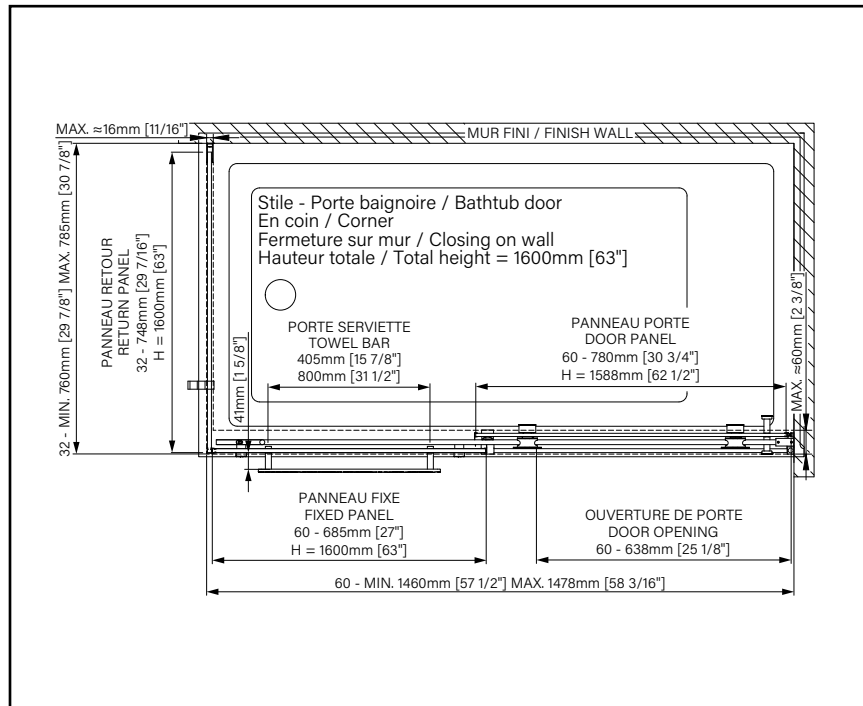 MAX. ≈16mm [11/16"]
MUR FINI / FINISH WALL
32 - MIN. 760mm [29 7/8"] MAX. 785mm [30 7/8"]
PANNEAU RETOUR
RETURN PANEL
32 - 748mm [29 7/16"]
H = 1600mm [63"]
Stile - Porte baignoire / Bathtub door
En coin / Corner
Fermeture sur mur / Closing on wall
Hauteur totale / Total height = 1600mm [63"]
PORTE SERVIETTE
TOWEL BAR
405mm [15 7/8"]
800mm [31 1/2"]
41mm [1 5/8"]
PANNEAU PORTE
DOOR PANEL
60 - 780mm [30 3/4"]
H = 1588mm [62 1/2"]
MAX. ≈60mm [2 3/8"]
PANNEAU FIXE
FIXED PANEL
60 - 685mm [27"]
H = 1600mm [63"]
OUVERTURE DE PORTE
DOOR OPENING
60 - 638mm [25 1/8"]
60 - MIN. 1460mm [57 1/2"] MAX. 1478mm [58 3/16"]